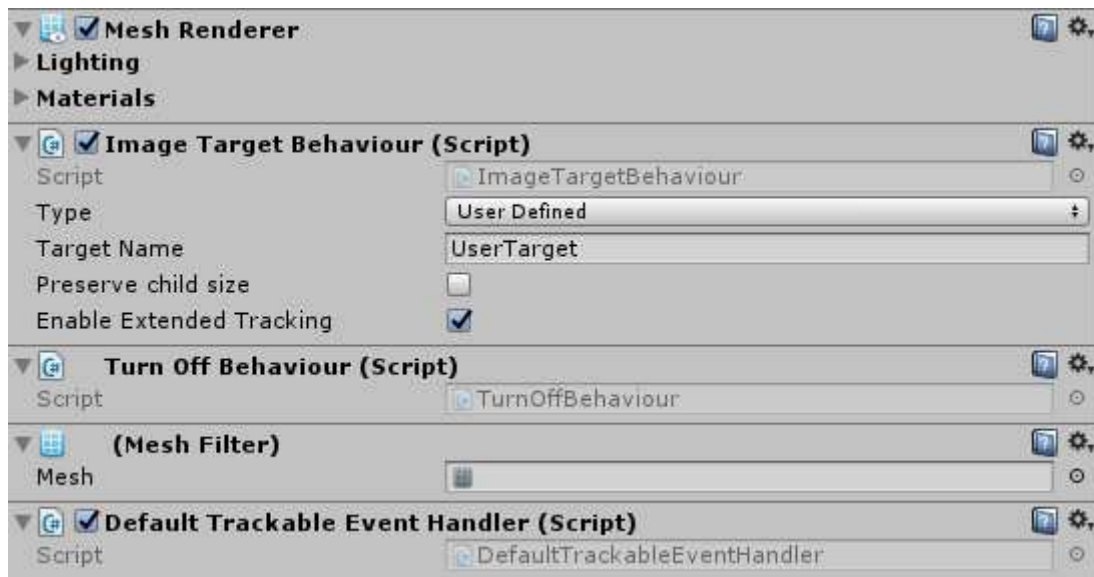 Mesh Renderer
Lighting
Materials
Image Target Behaviour (Script)
Script ImageTargetBehaviour
Type User Defined
Target Name UserTarget
Preserve child size
Enable Extended Tracking
Turn Off Behaviour (Script)
Script TurnOffBehaviour
(Mesh Filter)
Mesh
Default Trackable Event Handler (Script)
Script DefaultTrackableEventHandler